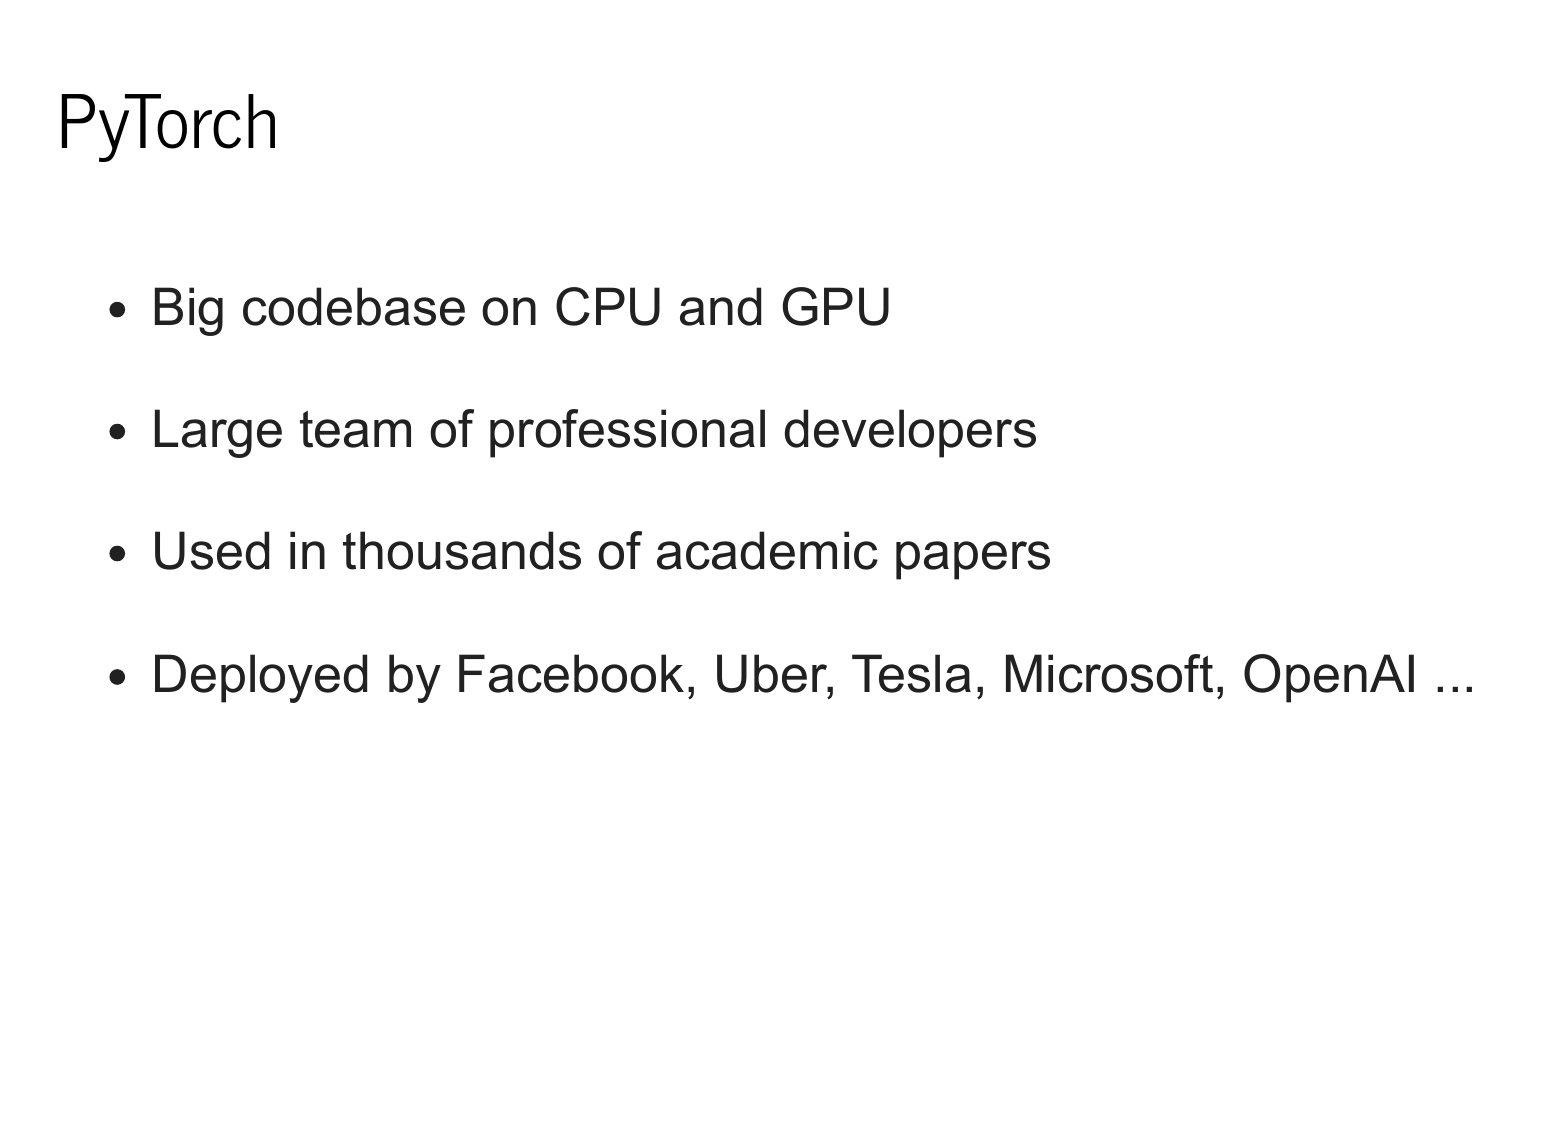 PyTorch
• Big codebase on CPU and GPU
• Large team of professional developers
• Used in thousands of academic papers
• Deployed by Facebook, Uber, Tesla, Microsoft, OpenAI ...